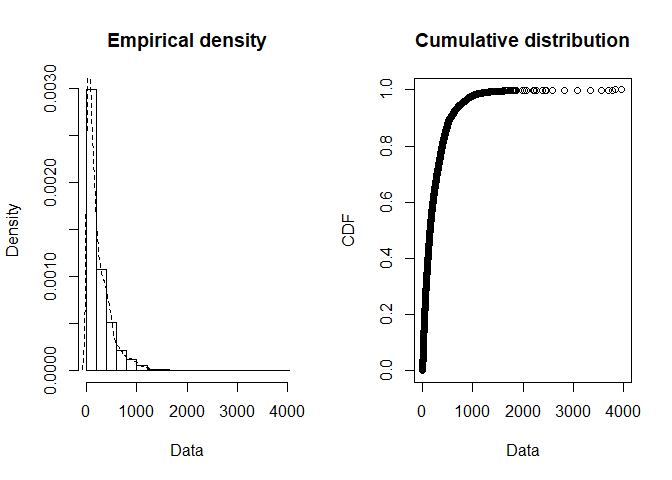 Empirical density
Density
0.0000 0.0010 0.0020 0.0030
0 1000 2000 3000 4000
Data
Cumulative distribution
CDF
0.0 0.2 0.4 0.6 0.8 1.0
0 1000 2000 3000 4000
Data